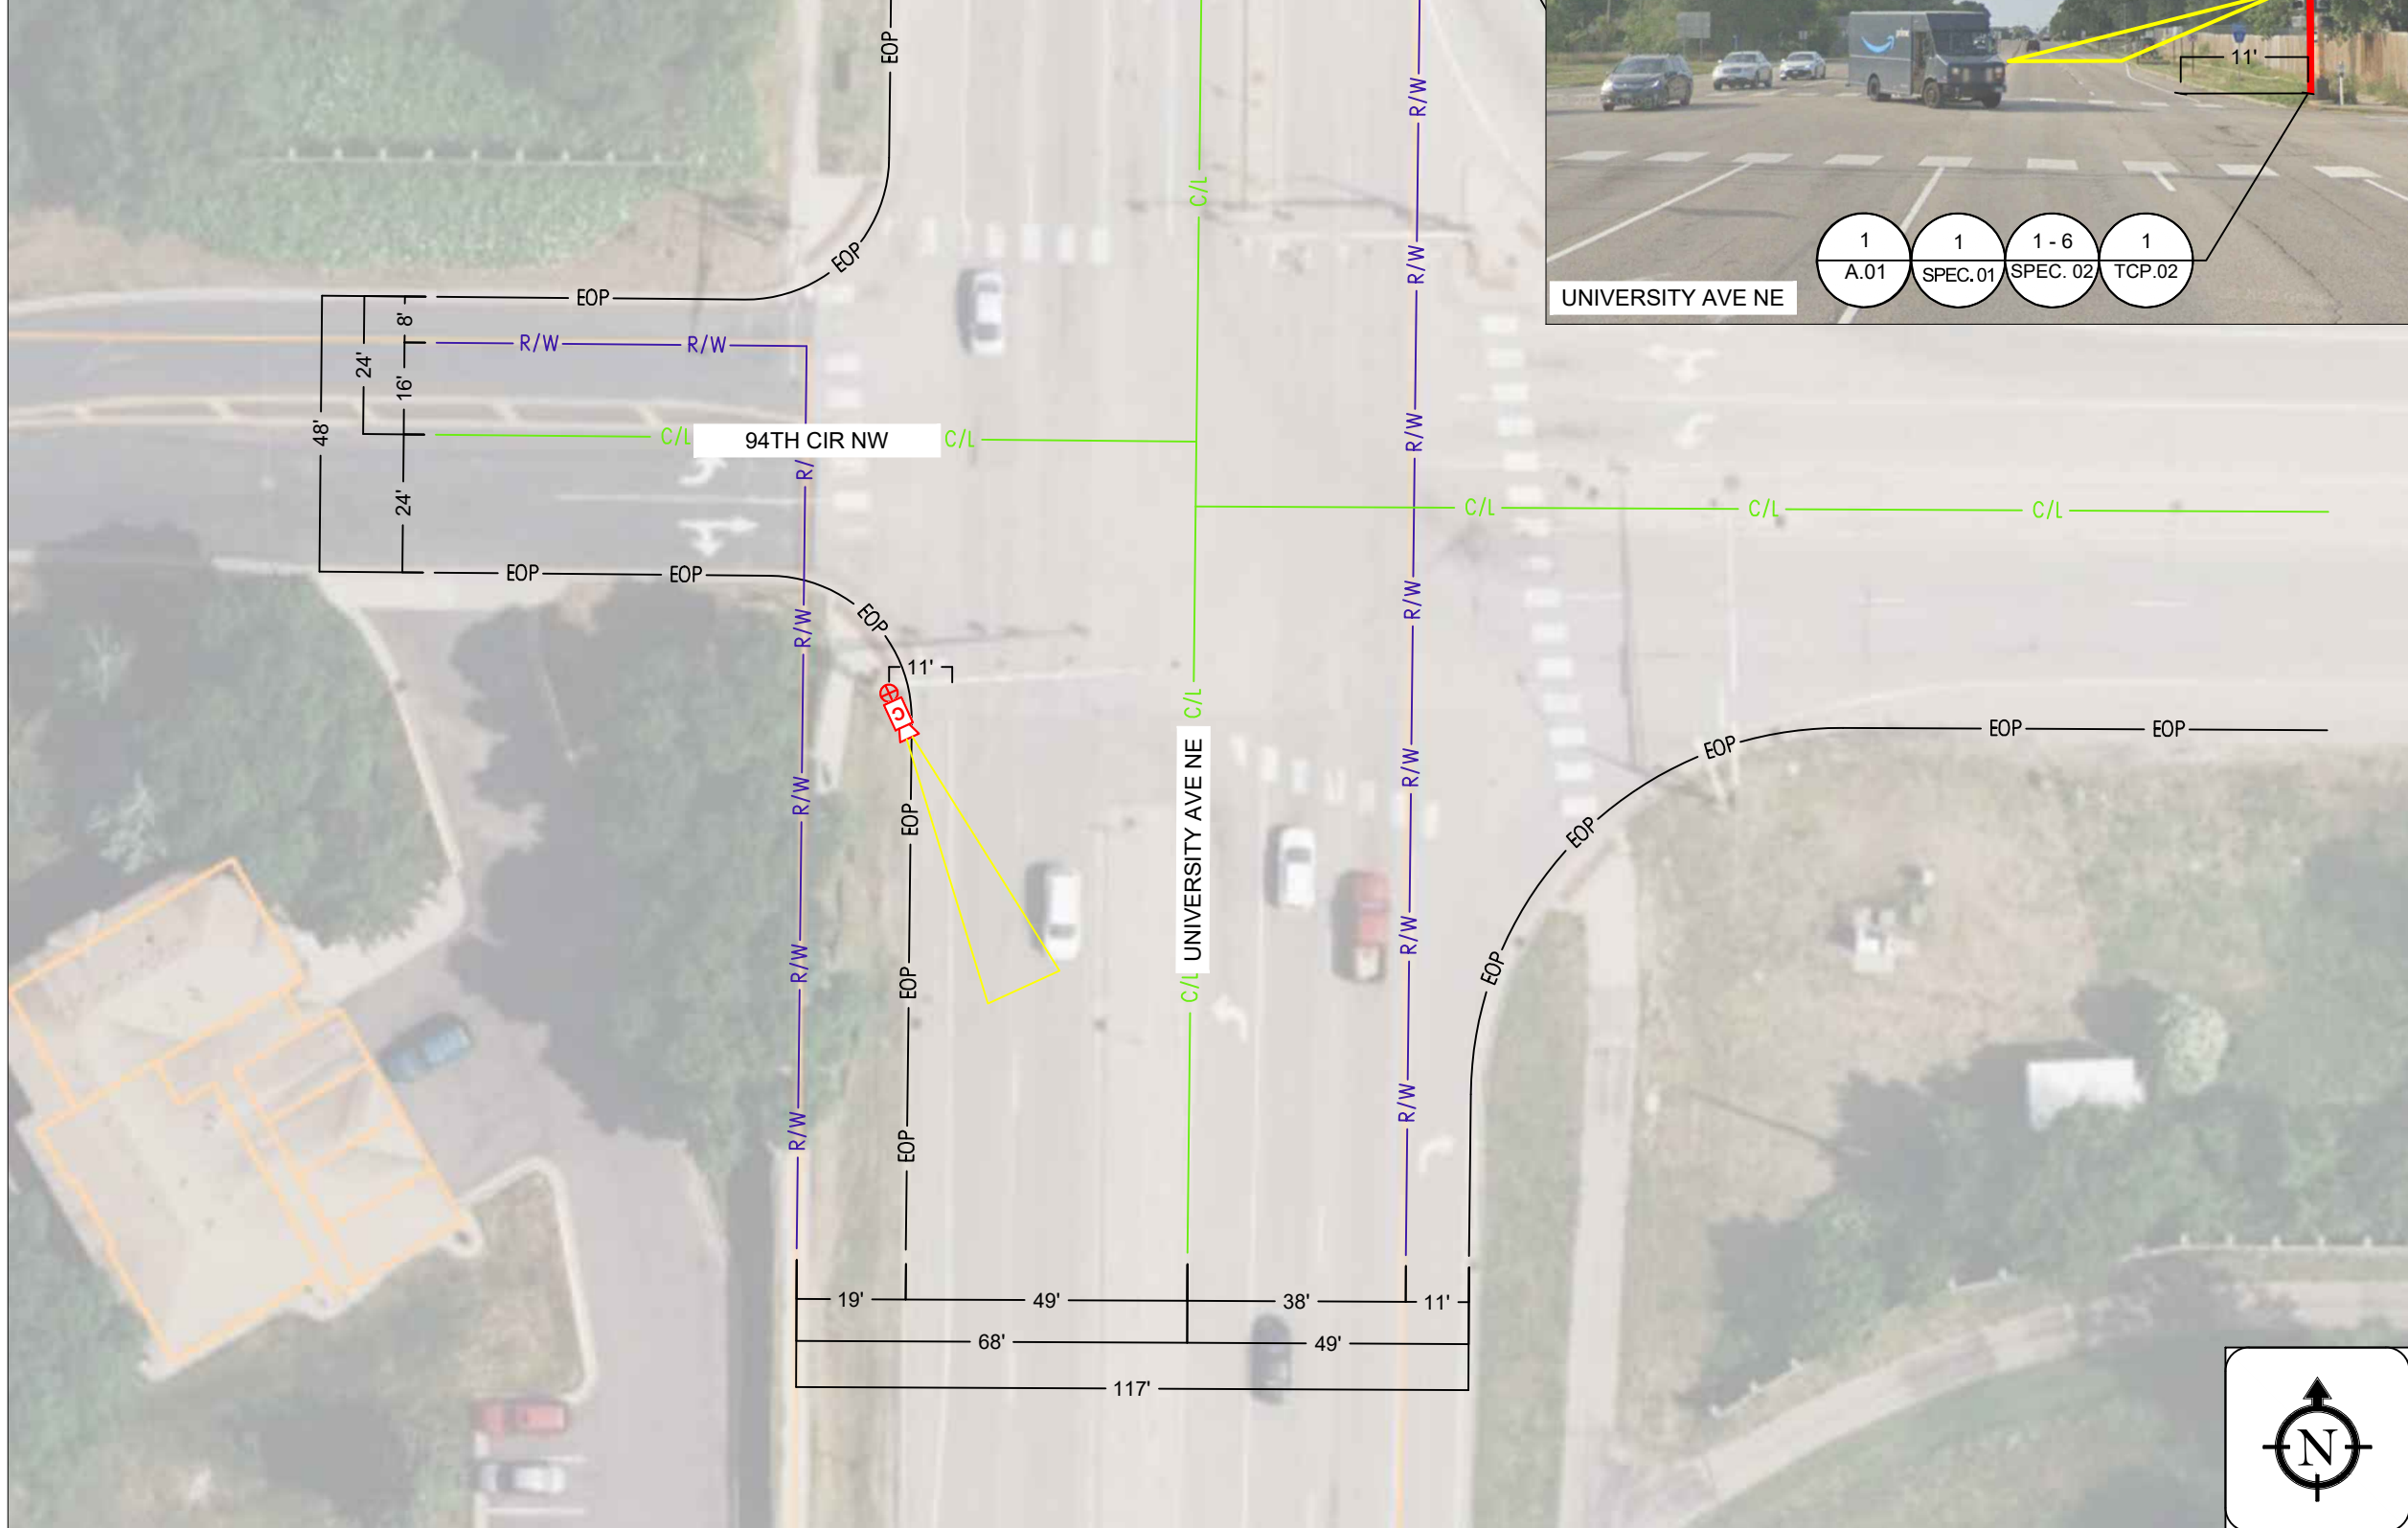 EOP
C/L
R/W
11'
1
A.01
1
SPEC. 01
1 - 6
SPEC. 02
1
TCP.02
UNIVERSITY AVE NE
R/W
C/L
EOP
R/W
EOP
8'
R/W
R/W
24'
16'
48'
C/L
94TH CIR NW
C/L
R/W
R/
24'
C/L
C/L
C/L
EOP
EOP
EOP
R/W
R/W
11'
C
C/L
UNIVERSITY AVE NE
C/L
R/W
R/W
EOP
EOP
EOP
EOP
R/W
EOP
R/W
R/W
EOP
EOP
R/W
R/W
EOP
19'
49'
38'
11'
68'
49'
117'
N